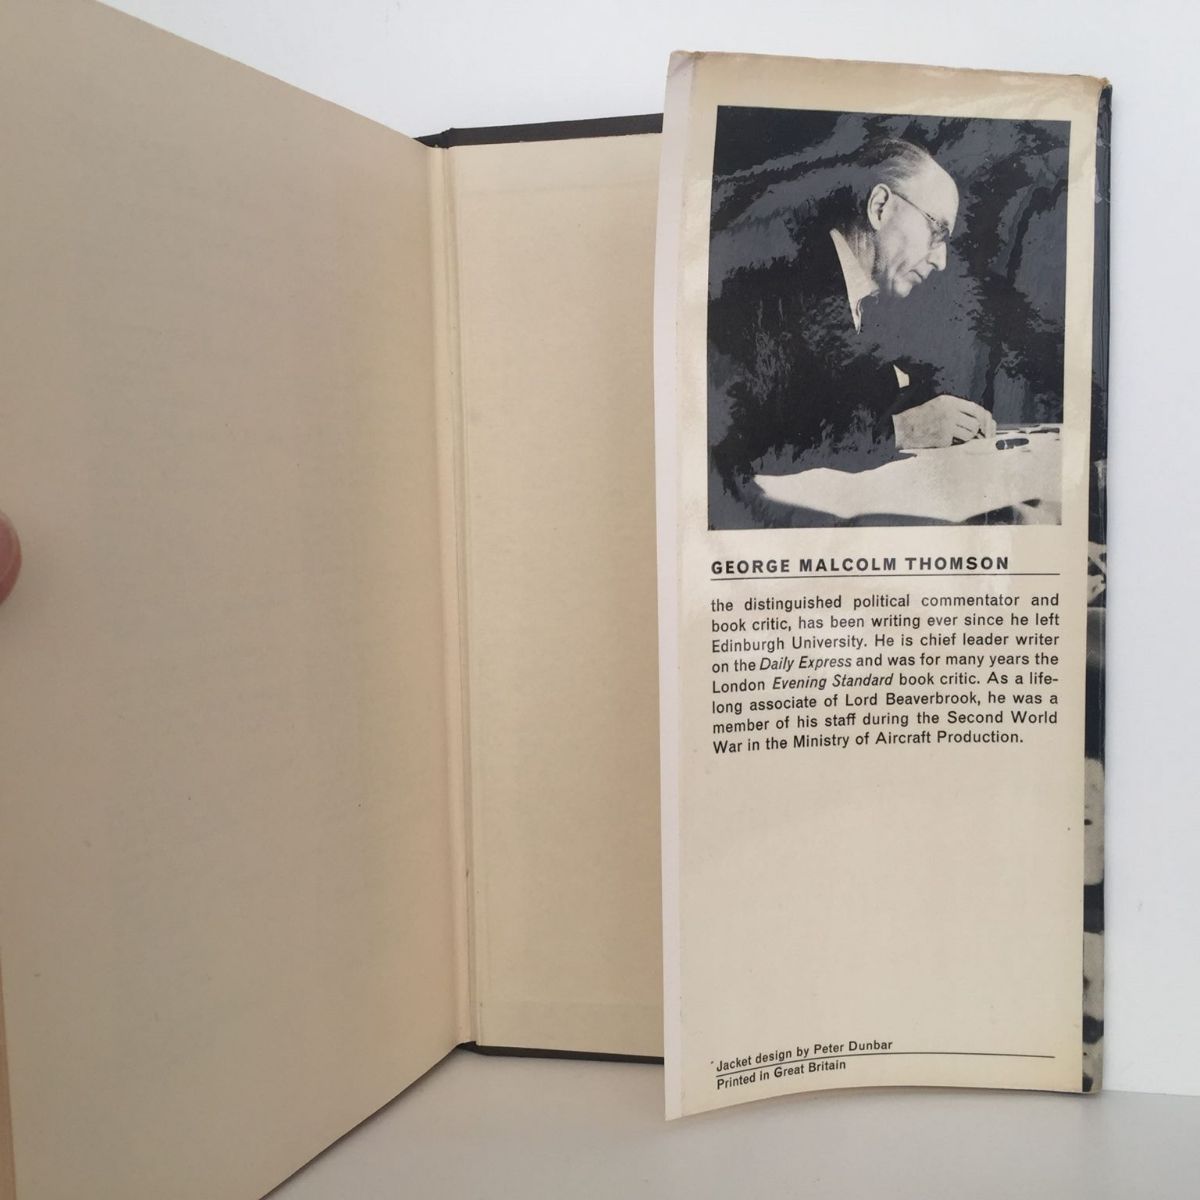 GEORGE MALCOLM THOMSON
the distinguished political commentator and
book critic, has been writing ever since he left
Edinburgh University. He is chief leader writer
on the Daily Express and was for many years the
London Evening Standard book critic. As a life-
long associate of Lord Beaverbrook, he was a
member of his staff during the Second World
War in the Ministry of Aircraft Production.
Jacket design by Peter Dunbar
Printed in Great Britain